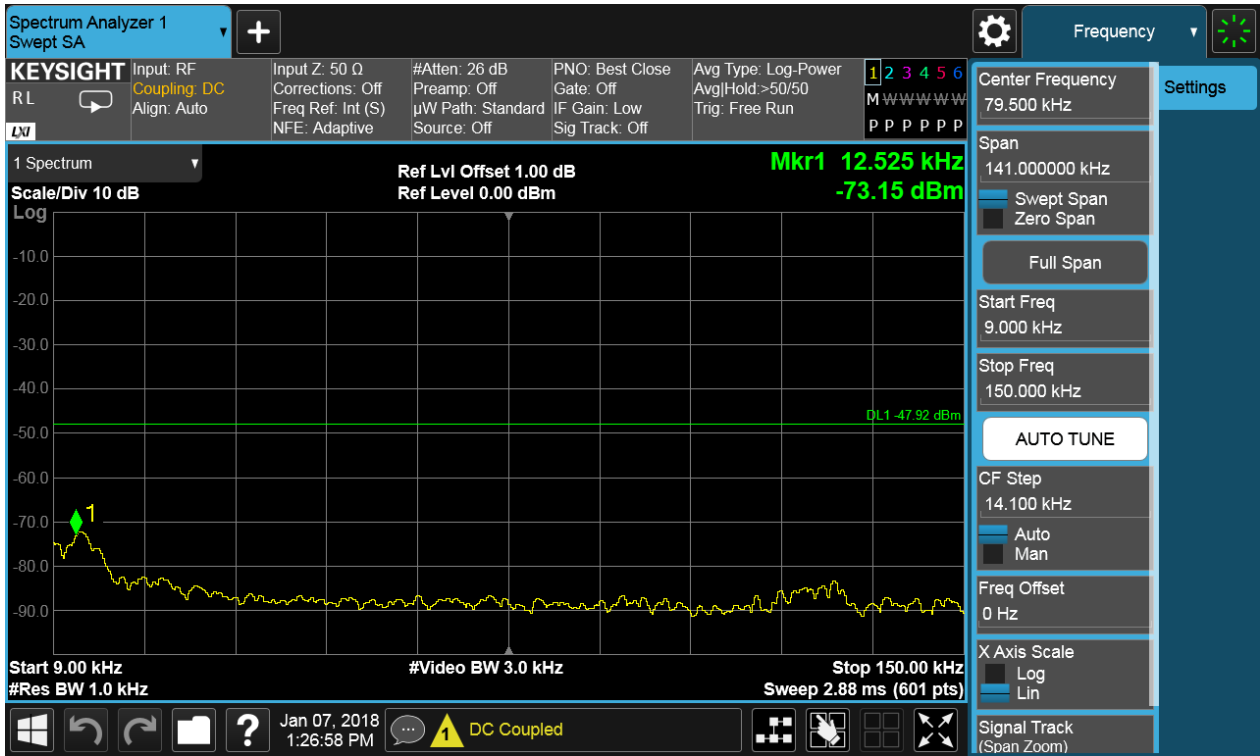 Spectrum Analyzer 1
Swept SA
+
Frequency
KEYSIGHT
RL
LXI
Input: RF
Coupling: DC
Align: Auto
Input Z: 50 Ω
Corrections: Off
Freq Ref: Int (S)
NFE: Adaptive
#Atten: 26 dB
Preamp: Off
µW Path: Standard
Source: Off
PNO: Best Close
Gate: Off
IF Gain: Low
Sig Track: Off
Avg Type: Log-Power
Avg|Hold:>50/50
Trig: Free Run
1 2 3 4 5 6
M W W W W W
P P P P P P
1 Spectrum
Scale/Div 10 dB
Log
Ref Lvl Offset 1.00 dB
Ref Level 0.00 dBm
Mkr1 12.525 kHz
-73.15 dBm
-10.0
-20.0
-30.0
-40.0
-50.0
-60.0
-70.0
-80.0
-90.0
DL1 -47.92 dBm
1
Start 9.00 kHz
#Res BW 1.0 kHz
#Video BW 3.0 kHz
Stop 150.00 kHz
Sweep 2.88 ms (601 pts)
Center Frequency
79.500 kHz
Span
141.000000 kHz
Swept Span
Zero Span
Full Span
Start Freq
9.000 kHz
Stop Freq
150.000 kHz
AUTO TUNE
CF Step
14.100 kHz
Auto
Man
Freq Offset
0 Hz
X Axis Scale
Log
Lin
Signal Track
(Span Zoom)
Settings
?
Jan 07, 2018
1:26:58 PM
1
DC Coupled